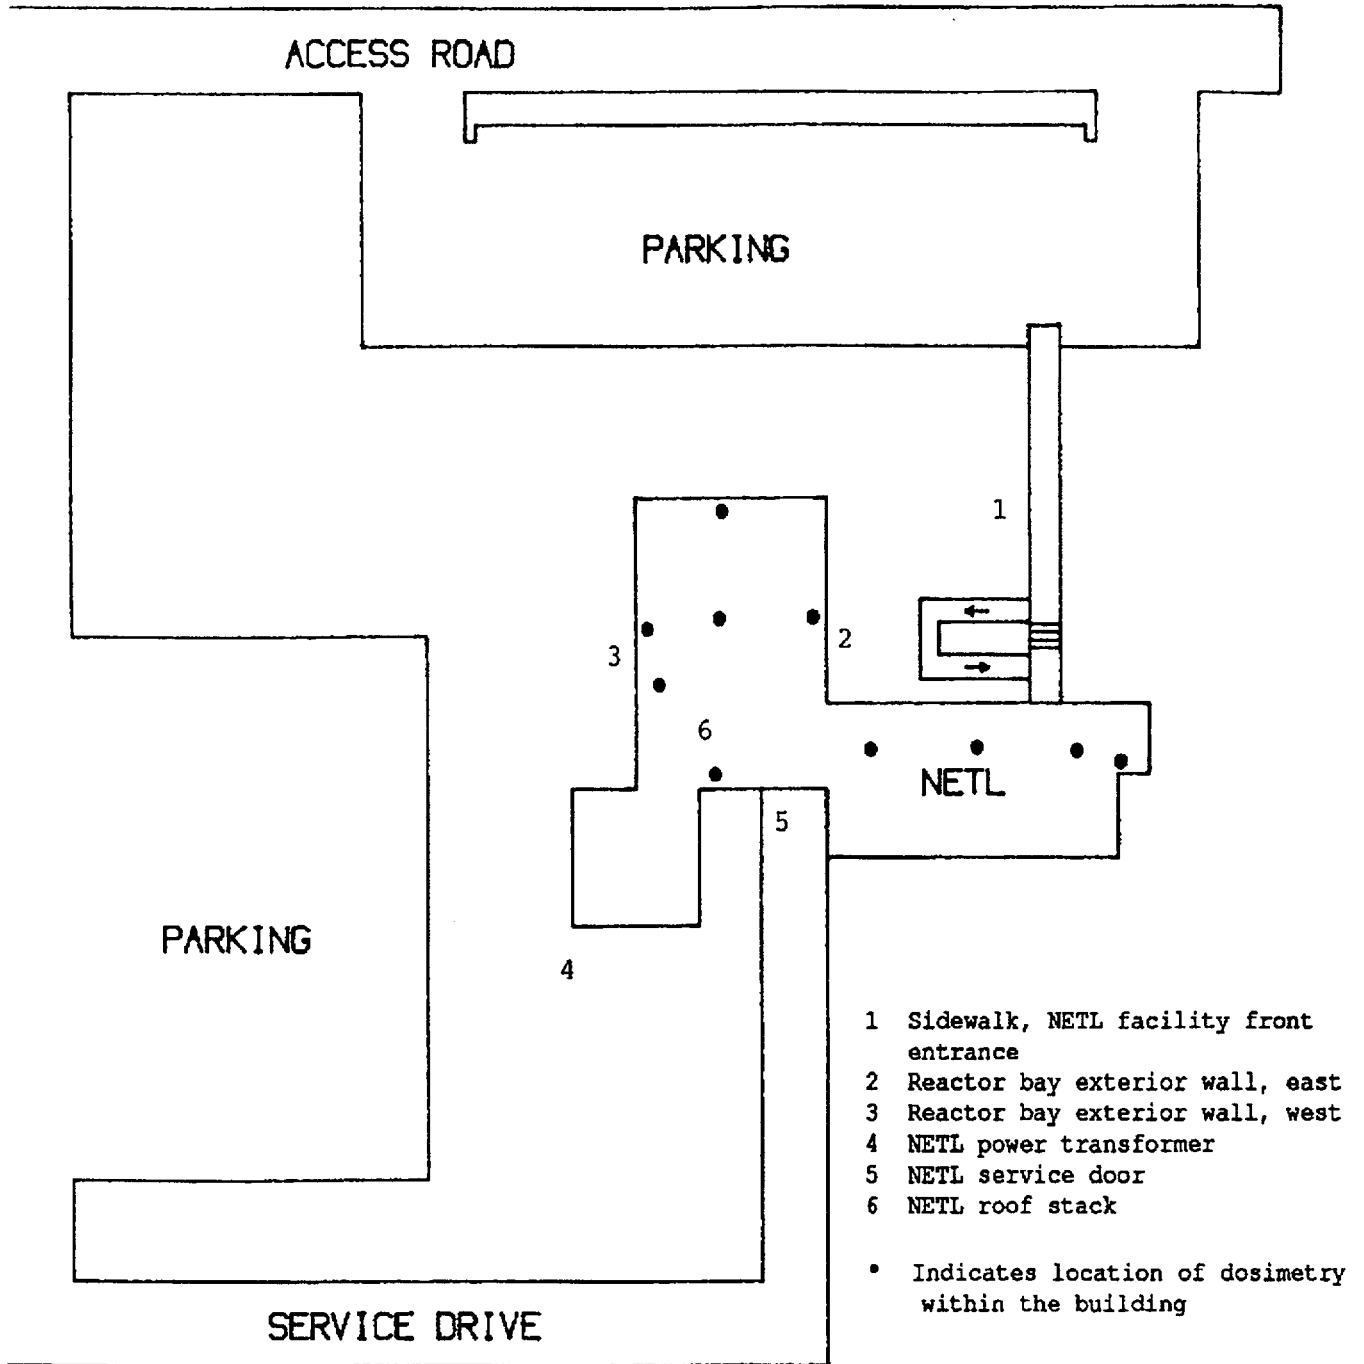 ACCESS ROAD
PARKING
1
2
3
6
NETL
5
PARKING
4
1 Sidewalk, NETL facility front
entrance
2 Reactor bay exterior wall, east
3 Reactor bay exterior wall, west
4 NETL power transformer
5 NETL service door
6 NETL roof stack
• Indicates location of dosimetry
within the building
SERVICE DRIVE